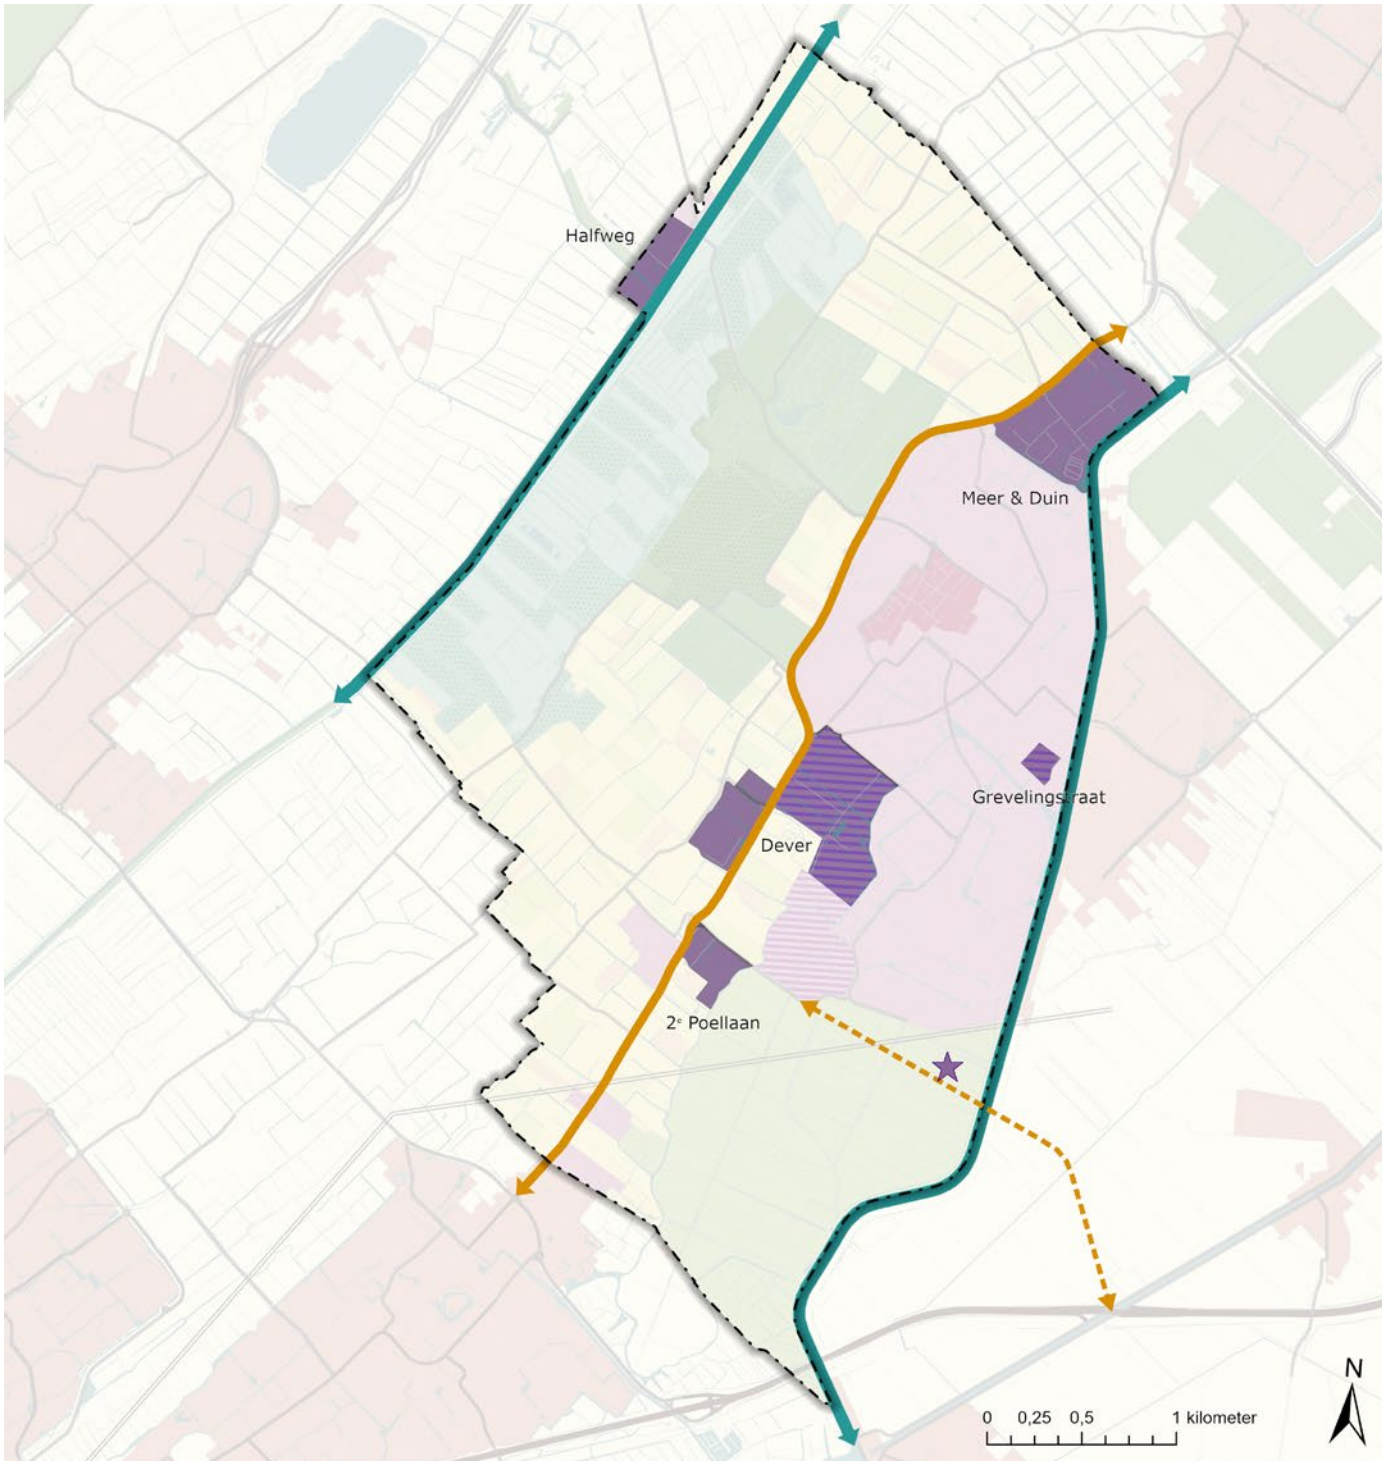 Halfweg
Meer & Duin
Grevelingstraat
Dever
2e Poellaan
N
0 0,25 0,5 1 kilometer